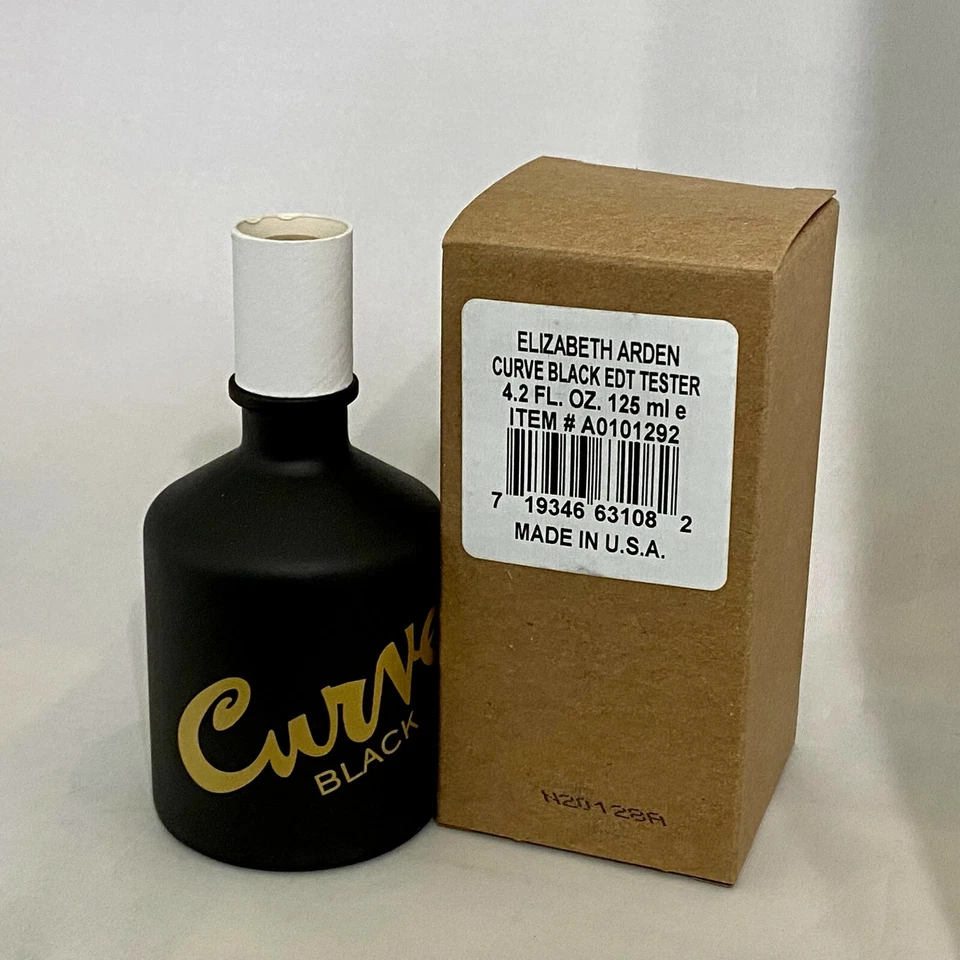 Curve
BLACK
ELIZABETH ARDEN
CURVE BLACK EDT TESTER
4.2 FL. OZ. 125 ml e
ITEM # A0101292
7 19346 63108 2
MADE IN U.S.A.
N20128A